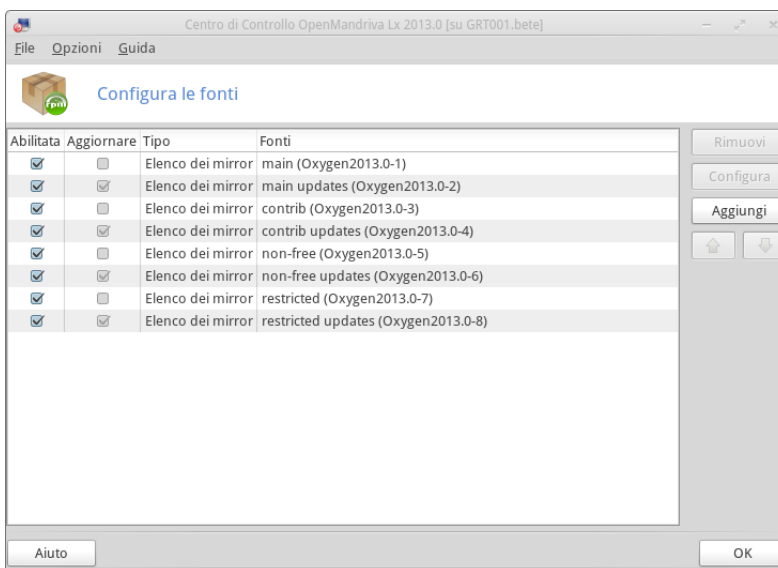 Centro di Controllo OpenMandriva Lx 2013.0 [su GRT001.bete]
File Opzioni Guida
rpm Configura le fonti
Abilitata Aggiornare Tipo Fonti
Elenco dei mirror main (Oxygen2013.0-1)
Elenco dei mirror main updates (Oxygen2013.0-2)
Elenco dei mirror contrib (Oxygen2013.0-3)
Elenco dei mirror contrib updates (Oxygen2013.0-4)
Elenco dei mirror non-free (Oxygen2013.0-5)
Elenco dei mirror non-free updates (Oxygen2013.0-6)
Elenco dei mirror restricted (Oxygen2013.0-7)
Elenco dei mirror restricted updates (Oxygen2013.0-8)
Rimuovi
Configura
Aggiungi
Aiuto OK